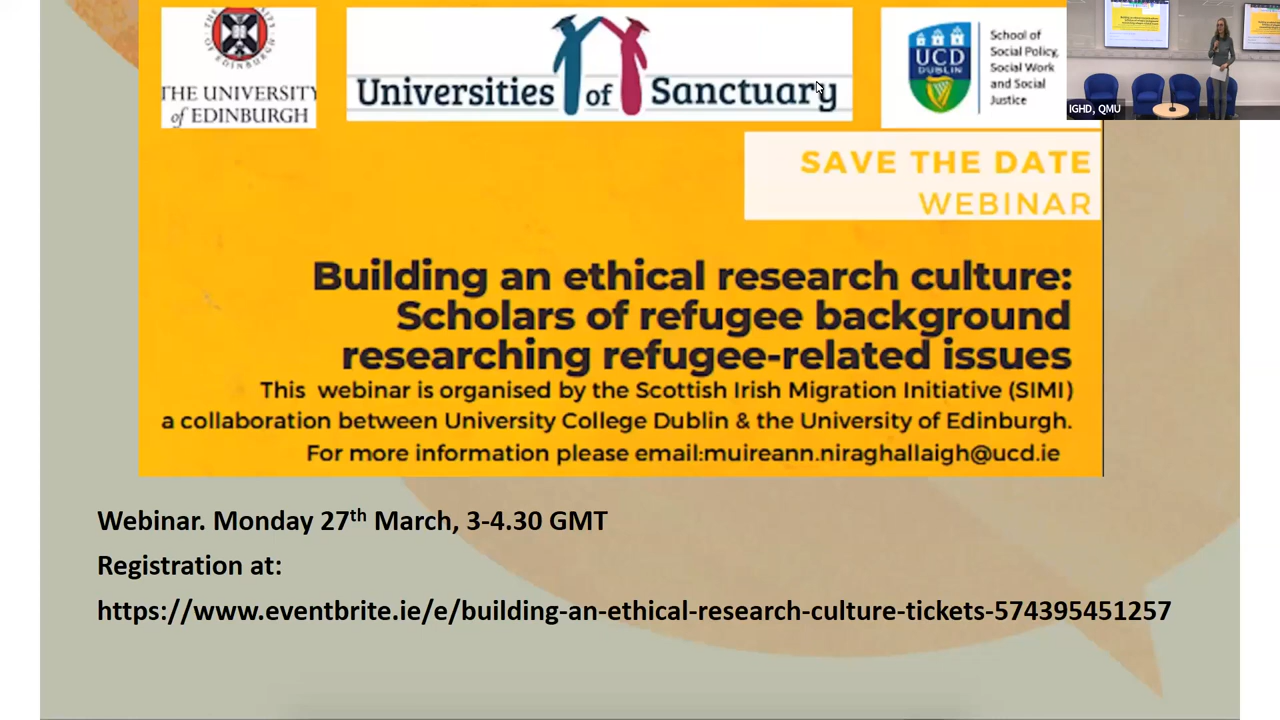 OF
EDINBURGH
THE UNIVERSITY
of EDINBURGH
Universities of Sanctuary
UCD
DUBLIN
School of
Social Policy,
Social Work
and Social
Justice
IGHD, QMU
SAVE THE DATE
WEBINAR
Building an ethical research culture:
Scholars of refugee background
researching refugee-related issues
This webinar is organised by the Scottish Irish Migration Initiative (SIMI)
a collaboration between University College Dublin & the University of Edinburgh.
For more information please email:muireann.niraghallaigh@ucd.ie
Webinar. Monday 27th March, 3-4.30 GMT
Registration at:
https://www.eventbrite.ie/e/building-an-ethical-research-culture-tickets-574395451257